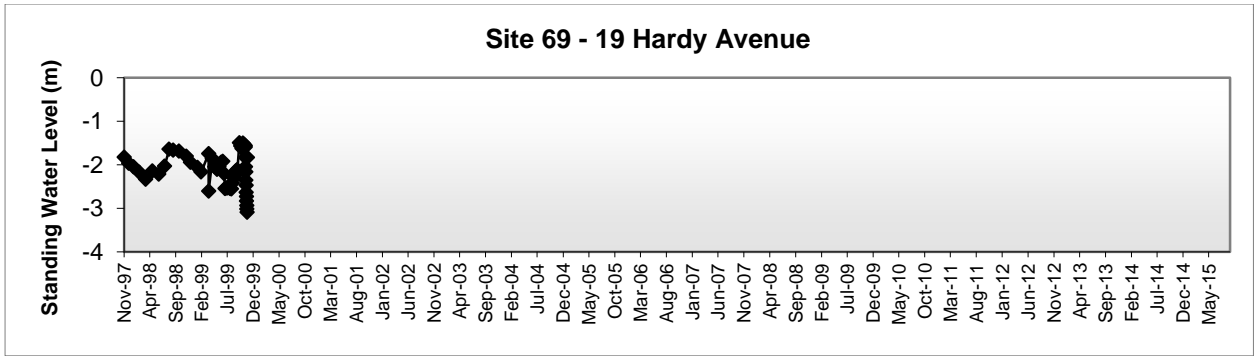 Site 69 - 19 Hardy Avenue
Standing Water Level (m)
0
-1
-2
-3
-4
Nov-97
Apr-98
Sep-98
Feb-99
Jul-99
Dec-99
May-00
Oct-00
Mar-01
Aug-01
Jan-02
Jun-02
Nov-02
Apr-03
Sep-03
Feb-04
Jul-04
Dec-04
May-05
Oct-05
Mar-06
Aug-06
Jan-07
Jun-07
Nov-07
Apr-08
Sep-08
Feb-09
Jul-09
Dec-09
May-10
Oct-10
Mar-11
Aug-11
Jan-12
Jun-12
Nov-12
Apr-13
Sep-13
Feb-14
Jul-14
Dec-14
May-15